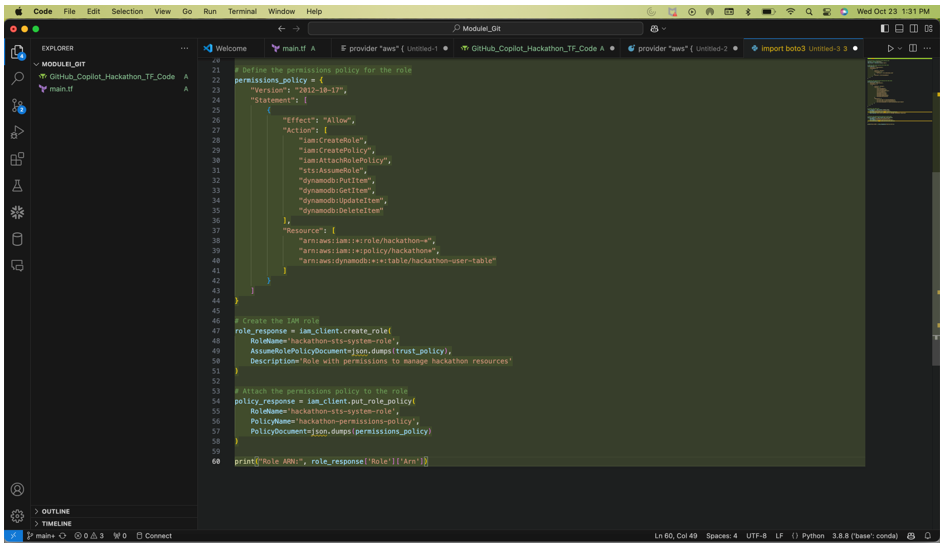 Code File Edit Selection View Go Run Terminal Window Help Wed Oct 23 1:31 PM
Modulel_Git
EXPLORER
Welcome
main.tf A
provider "aws" { Untitled-1
GitHub_Copilot_Hackathon_TF_Code A
provider "aws" { Untitled-2
import boto3 Untitled-3 3
MODULEI_GIT
GitHub_Copilot_Hackathon_TF_Code A
main.tf A
20
21 # Define the permissions policy for the role
22 permissions_policy = {
23 "Version": "2012-10-17",
24 "Statement": [
25 {
26 "Effect": "Allow",
27 "Action": [
28 "iam:CreateRole",
29 "iam:CreatePolicy",
30 "iam:AttachRolePolicy",
31 "sts:AssumeRole",
32 "dynamodb:PutItem",
33 "dynamodb:GetItem",
34 "dynamodb:UpdateItem",
35 "dynamodb:DeleteItem"
36 ],
37 "Resource": [
38 "arn:aws:iam::*:role/hackathon-*",
39 "arn:aws:iam::*:policy/hackathon*",
40 "arn:aws:dynamodb:*:*:table/hackathon-user-table"
41 ]
42 }
43 ]
44 }
45
46 # Create the IAM role
47 role_response = iam_client.create_role(
48 RoleName='hackathon-sts-system-role',
49 AssumeRolePolicyDocument=json.dumps(trust_policy),
50 Description='Role with permissions to manage hackathon resources'
51 )
52
53 # Attach the permissions policy to the role
54 policy_response = iam_client.put_role_policy(
55 RoleName='hackathon-sts-system-role',
56 PolicyName='hackathon-permissions-policy',
57 PolicyDocument=json.dumps(permissions_policy)
58 )
59
60 print("Role ARN:", role_response['Role']['Arn'])
4
2
OUTLINE
TIMELINE
main+ 0 3 0 Connect Ln 60, Col 49 Spaces: 4 UTF-8 LF Python 3.8.8 ('base': conda)